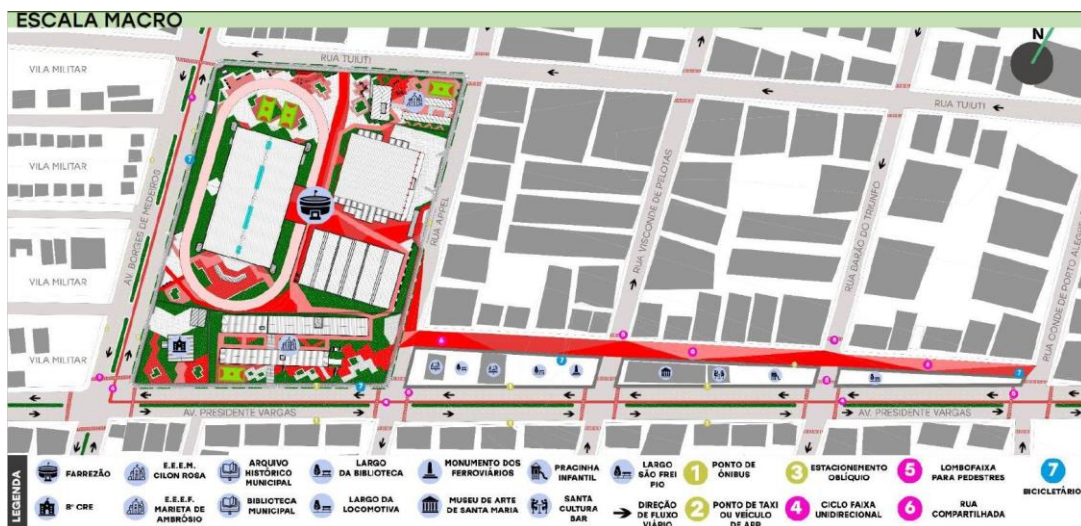 ESCALA MACRO
N
VILA MILITAR
RUA TUIUTI
RUA TUIUTI
VILA MILITAR
VILA MILITAR
VILA MILITAR
VILA MILITAR
AV. BORGES DE MEDEIROS
RUA APPEL
RUA VISCONDE DE PELOTAS
RUA BARÃO DO TRIUNFO
RUA CONDE DE PORTO ALEGRE
AV. PRESIDENTE VARGAS
AV. PRESIDENTE VARGAS
LEGENDA
FARREZÃO
8ª CRE
E.E.E.M.
CILON ROSA
E.E.E.F.
MARIETA DE
AMBRÓSIO
ARQUIVO
HISTÓRICO
MUNICIPAL
BIBLIOTECA
MUNICIPAL
LARGO
DA BIBLIOTECA
LARGO DA
LOCOMOTIVA
MONUMENTO DOS
FERROVIÁRIOS
MUSEU DE ARTE
DE SANTA MARIA
PRACINHA
INFANTIL
SANTA
CULTURA
BAR
LARGO
SÃO FREI
PIO
DIREÇÃO
DE FLUXO
VIÁRIO
1 PONTO DE
ÔNIBUS
2 PONTO DE TAXI
OU VEÍCULO
DE APP
3 ESTACIONEMENTO
OBLÍQUO
4 CICLO FAIXA
UNIDIRECIONAL
5 LOMBOFAIXA
PARA PEDESTRES
6 RUA
COMPARTILHADA
7
BICICLETÁRIO